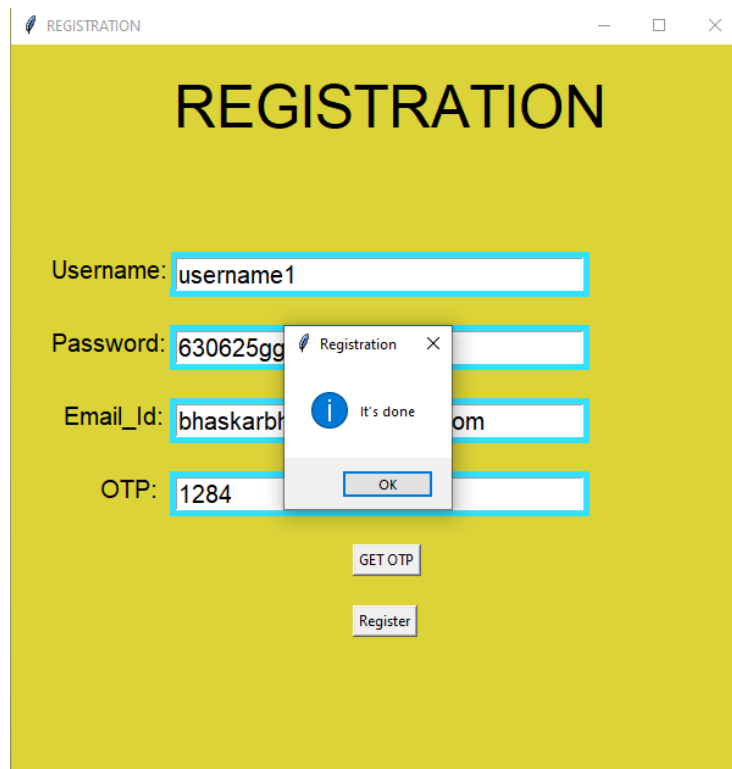 REGISTRATION
REGISTRATION
Username: username1
Password: 630625gg
Registration
Email_Id: bhaskarbh om
It's done
OTP: 1284
OK
GET OTP
Register